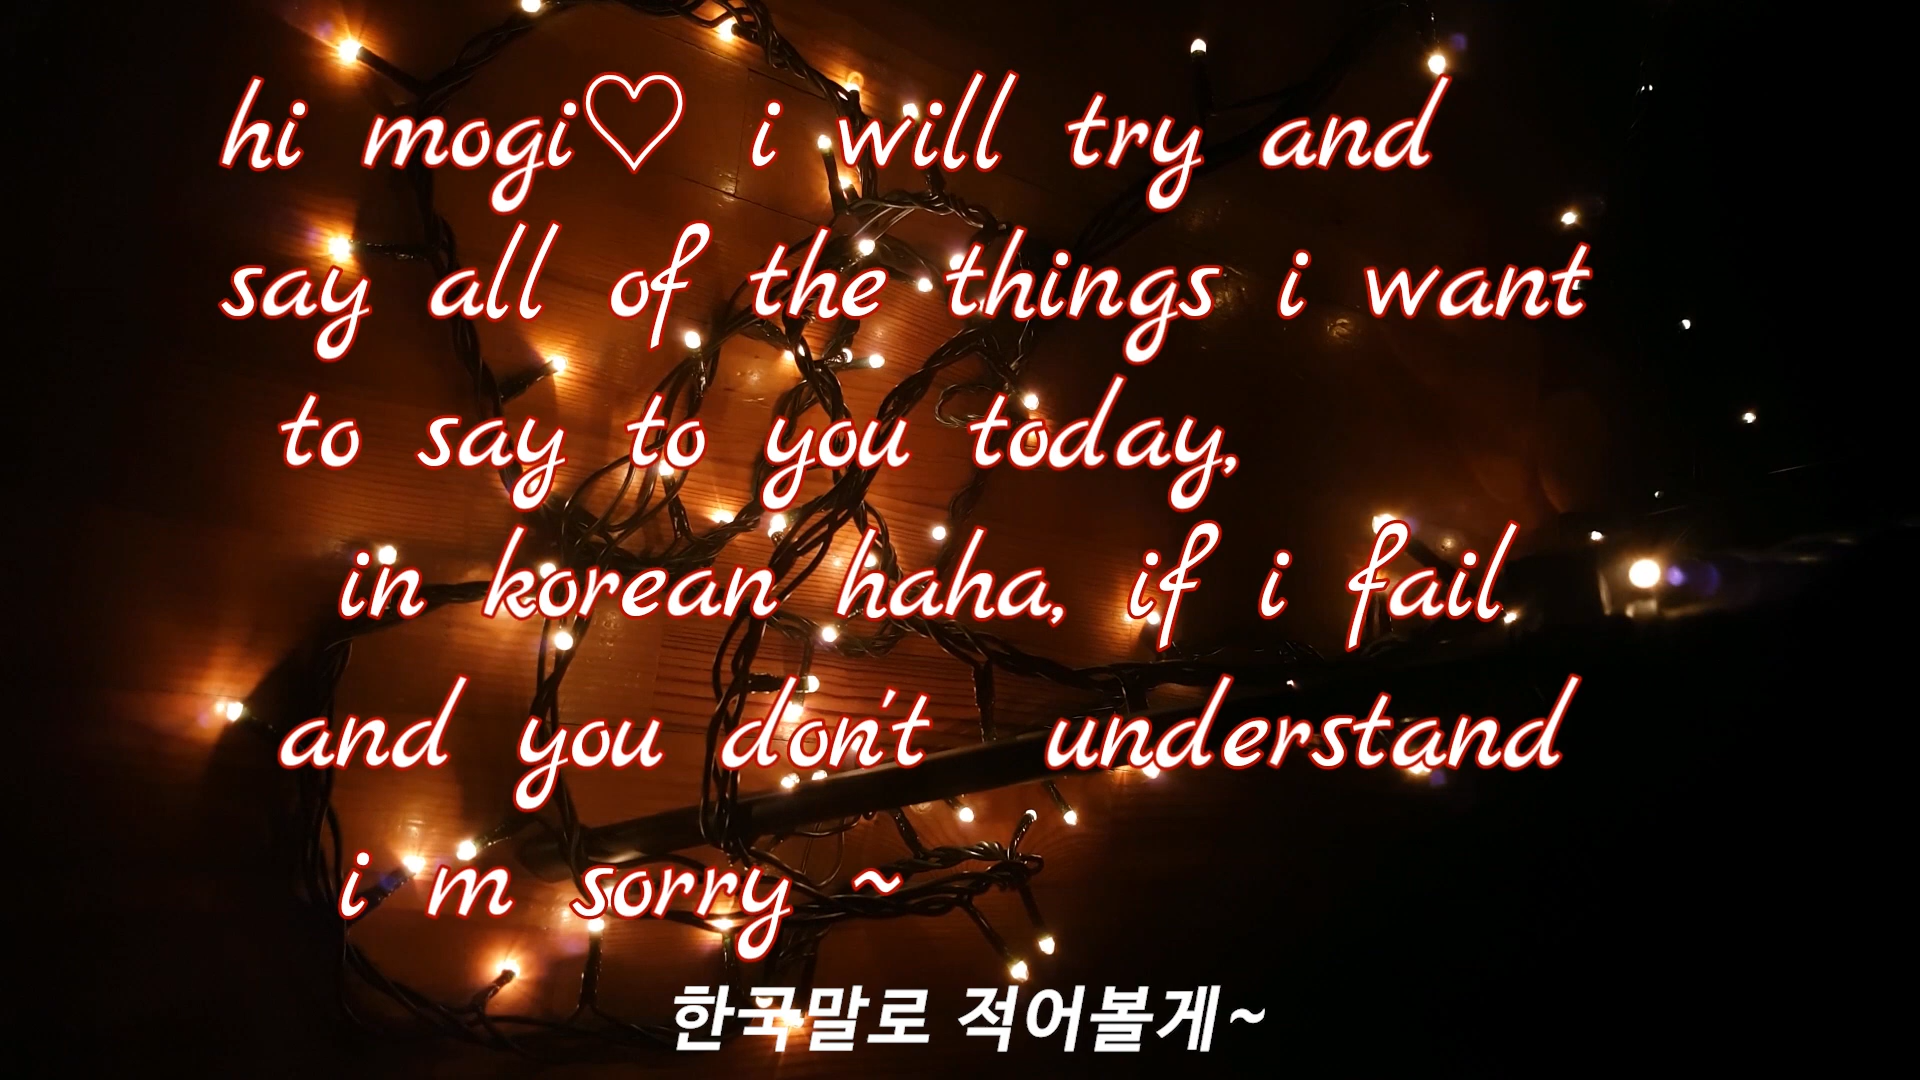 hi mogi♡ i will try and
say all of the things i want
to say to you today,
in korean haha, if i fail
and you don't understand
i m sorry ~
한국말로 적어볼게~